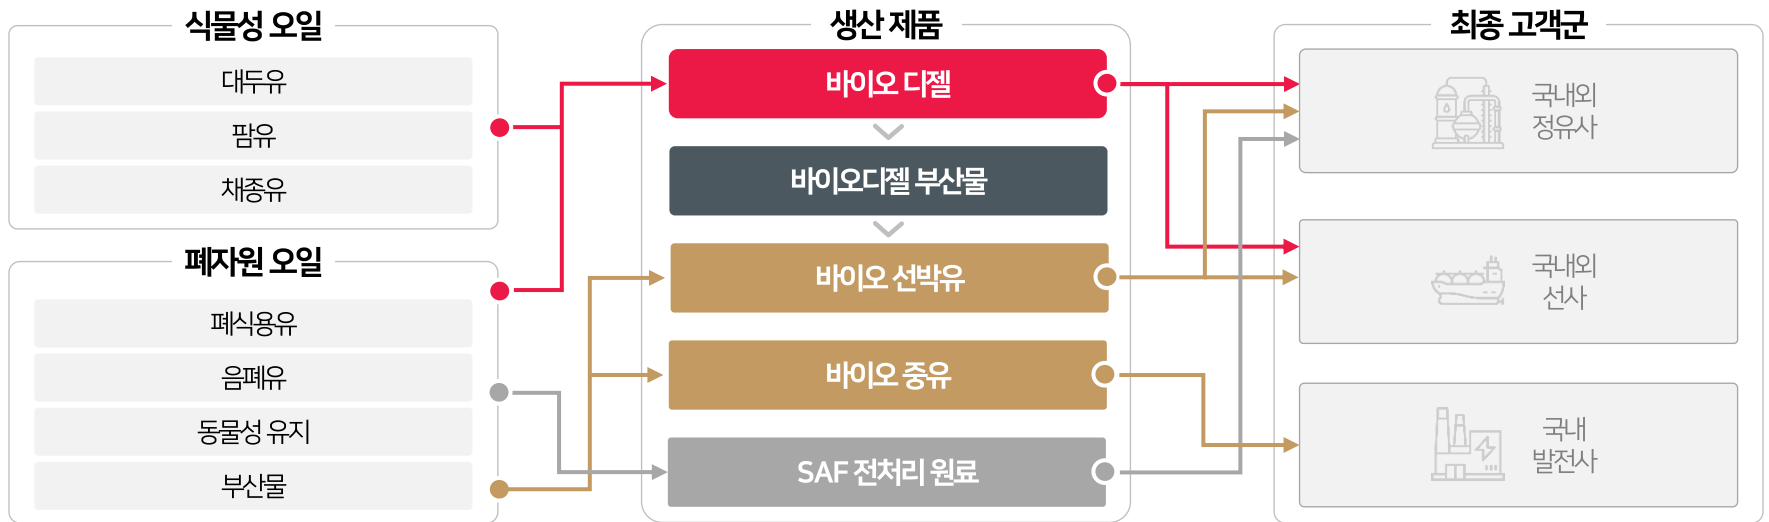 식물성 오일
대두유
팜유
채종유
폐자원 오일
폐식용유
음폐유
동물성 유지
부산물
생산 제품
바이오 디젤
바이오디젤 부산물
바이오 선박유
바이오 중유
SAF 전처리 원료
최종 고객군
국내외
정유사
국내외
선사
국내
발전사